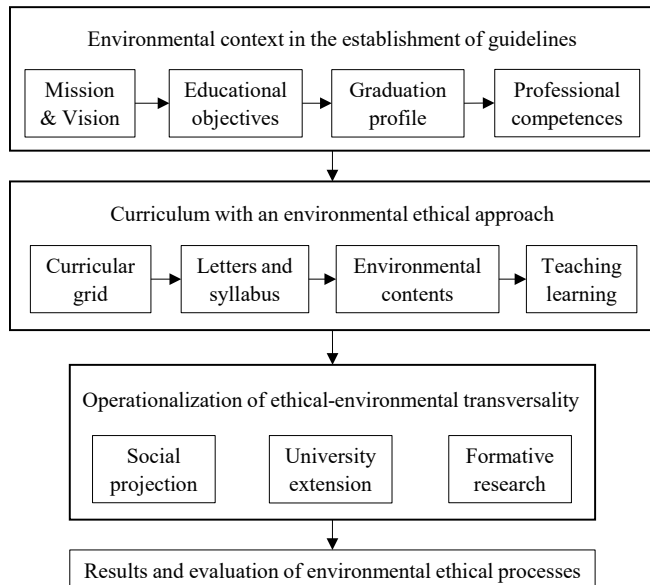 Environmental context in the establishment of guidelines
Mission
& Vision
Educational
objectives
Graduation
profile
Professional
competences
Curriculum with an environmental ethical approach
Curricular
grid
Letters and
syllabus
Environmental
contents
Teaching
learning
Operationalization of ethical-environmental transversality
Social
projection
University
extension
Formative
research
Results and evaluation of environmental ethical processes